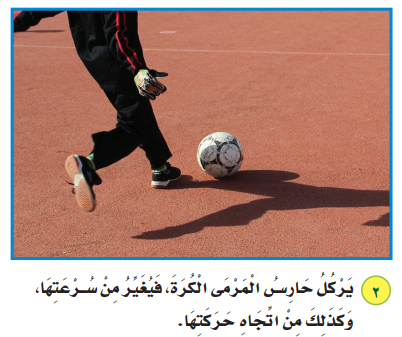 ٢ يَرْكُلُ حَارِسُ الْمَرْمَى الْكُرَةَ، فَيُغَيِّرُ مِنْ سُرْعَتِهَا،
وَكَذَلِكَ مِنْ اتِّجَاهِ حَرَكَتِهَا.